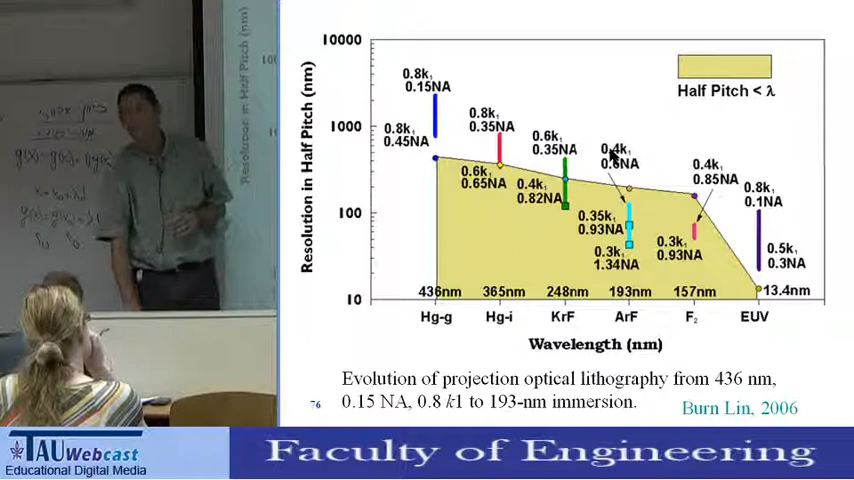 10000
1000
100
10
Resolution in Half Pitch (nm)
Half Pitch < λ
0.8k₁
0.15NA
0.8k₁
0.45NA
0.8k₁
0.35NA
0.6k₁
0.65NA
0.6k₁
0.35NA
0.4k₁
0.82NA
0.4k₁
0.6NA
0.35k₁
0.93NA
0.3k₁
1.34NA
0.4k₁
0.85NA
0.3k₁
0.93NA
0.8k₁
0.1NA
0.5k₁
0.3NA
436nm 365nm 248nm 193nm 157nm 13.4nm
Hg-g Hg-i KrF ArF F₂ EUV
Wavelength (nm)
Evolution of projection optical lithography from 436 nm,
0.15 NA, 0.8 k1 to 193-nm immersion.
76
Burn Lin, 2006
TAU Webcast
Educational Digital Media
Faculty of Engineering